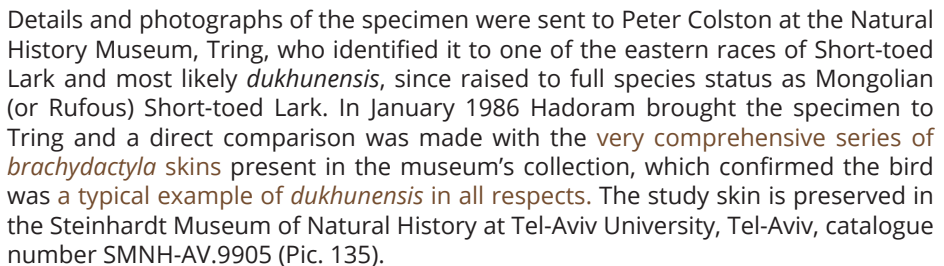 Details and photographs of the specimen were sent to Peter Colston at the Natural
History Museum, Tring, who identified it to one of the eastern races of Short-toed
Lark and most likely dukhunensis, since raised to full species status as Mongolian
(or Rufous) Short-toed Lark. In January 1986 Hadoram brought the specimen to
Tring and a direct comparison was made with the very comprehensive series of
brachydactyla skins present in the museum’s collection, which confirmed the bird
was a typical example of dukhunensis in all respects. The study skin is preserved in
the Steinhardt Museum of Natural History at Tel-Aviv University, Tel-Aviv, catalogue
number SMNH-AV.9905 (Pic. 135).